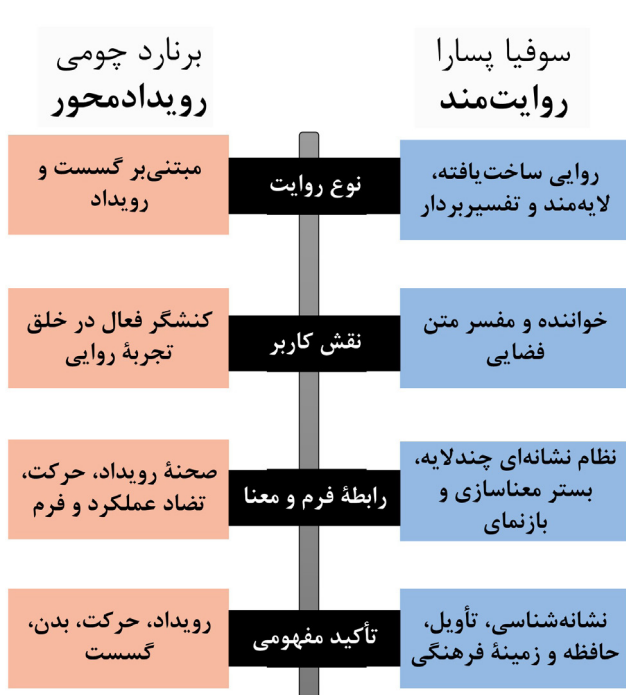 سوفیا پسارا
روایت‌مند
برنارد چومی
رویدادمحور
روایی ساخت‌یافته،
لایه‌مند و تفسیربردار
نوع روایت
مبتنی‌بر گسست و
رویداد
خواننده و مفسر متن
فضایی
نقش کاربر
کنشگر فعال در خلق
تجربهٔ روایی
نظام نشانه‌ای چندلایه،
بستر معناسازی و
بازنمای
رابطهٔ فرم و معنا
صحنهٔ رویداد، حرکت،
تضاد عملکرد و فرم
نشانه‌شناسی، تأویل،
حافظه و زمینهٔ فرهنگی
تأکید مفهومی
رویداد، حرکت، بدن،
گسست